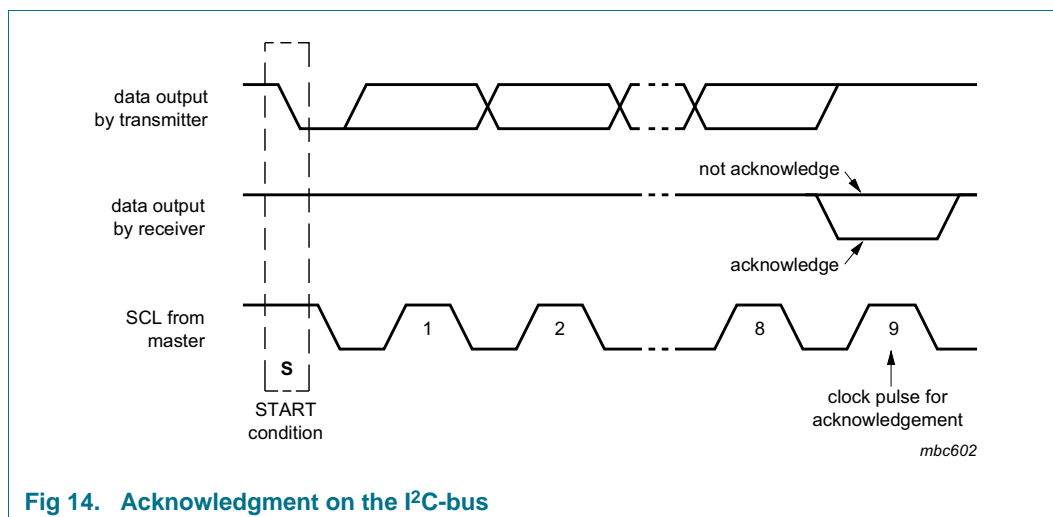 data output
by transmitter
not acknowledge
data output
by receiver
acknowledge
SCL from
master
1
2
8
9
S
START
condition
clock pulse for
acknowledgement
mbc602
Fig 14. Acknowledgment on the I²C-bus